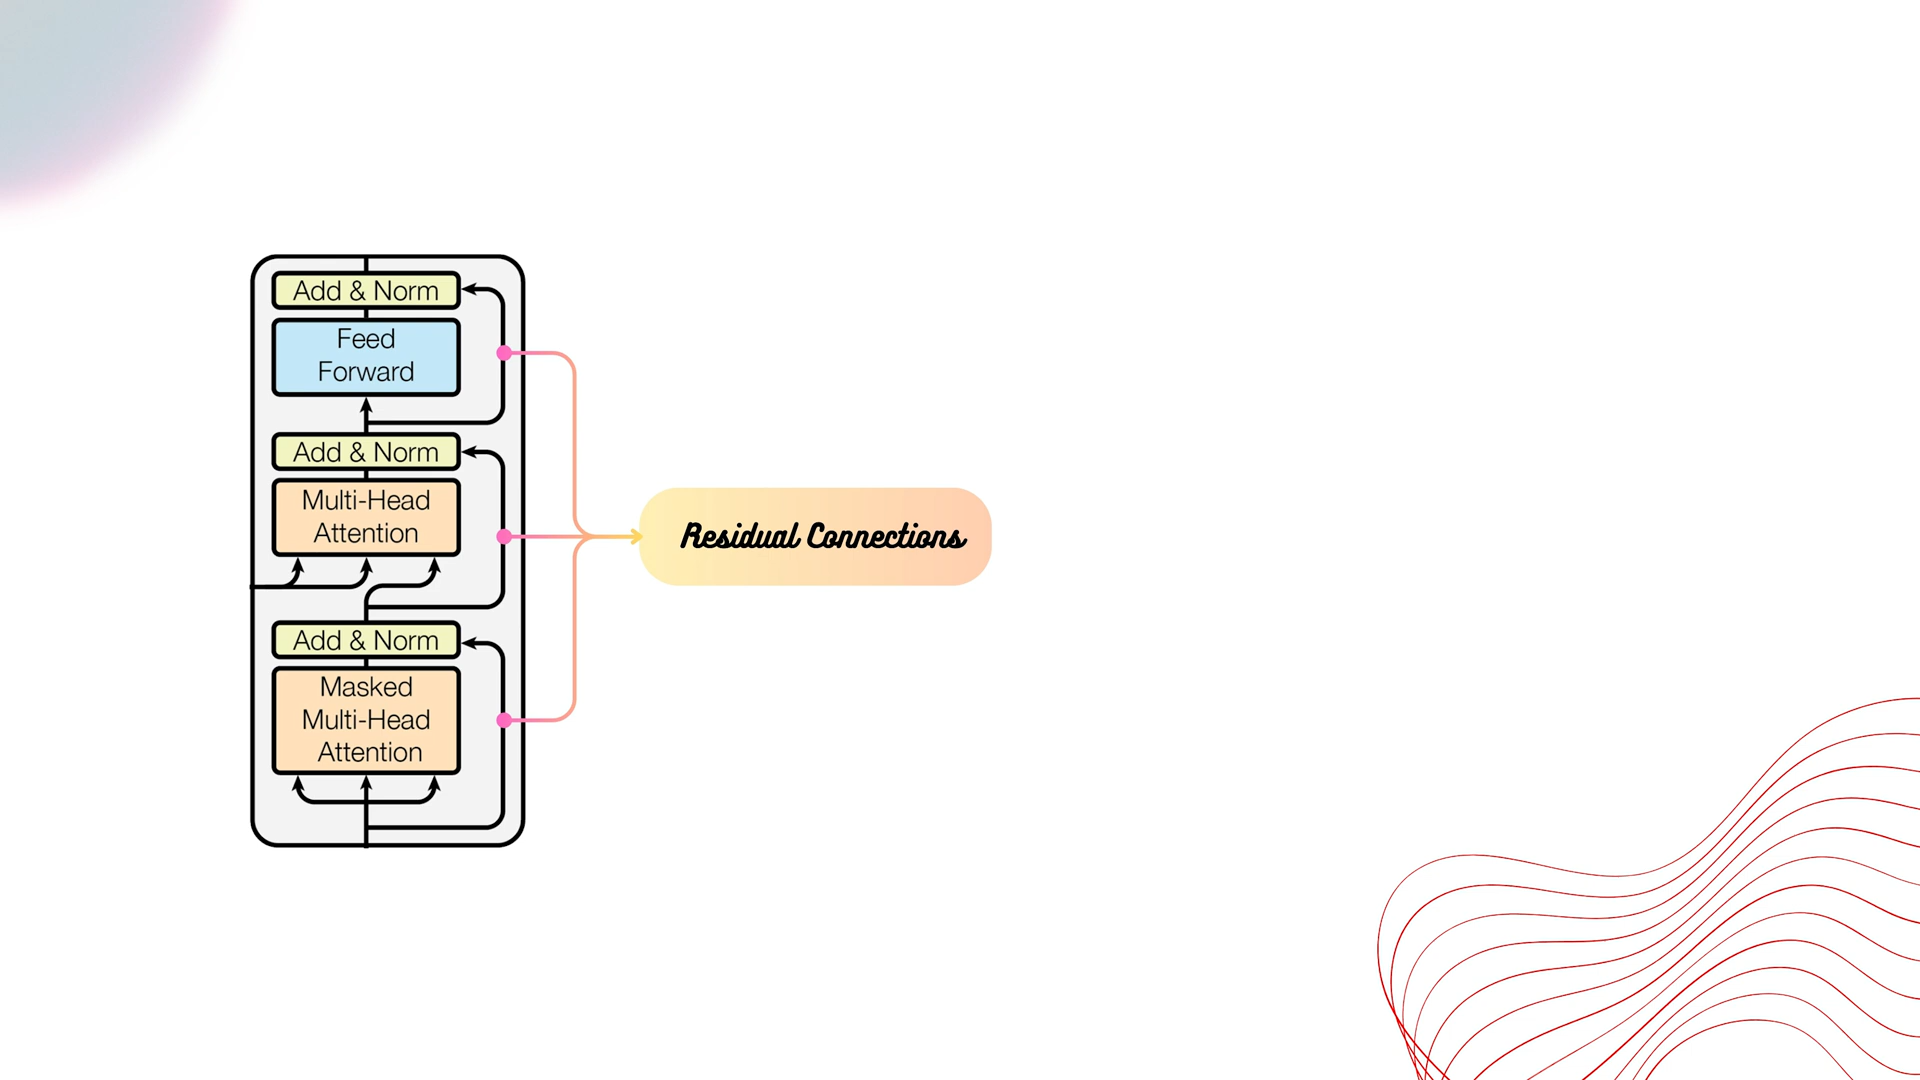 Add & Norm
Feed
Forward
Add & Norm
Multi-Head
Attention
Residual Connections
Add & Norm
Masked
Multi-Head
Attention